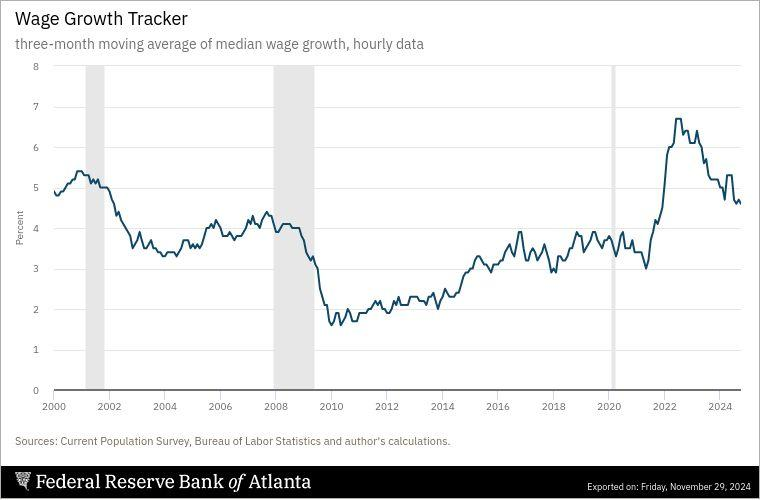 Wage Growth Tracker
three-month moving average of median wage growth, hourly data
Percent
8
7
6
5
4
3
2
1
0
2000 2002 2004 2006 2008 2010 2012 2014 2016 2018 2020 2022 2024
Sources: Current Population Survey, Bureau of Labor Statistics and author's calculations.
Federal Reserve Bank of Atlanta
Exported on: Friday, November 29, 2024